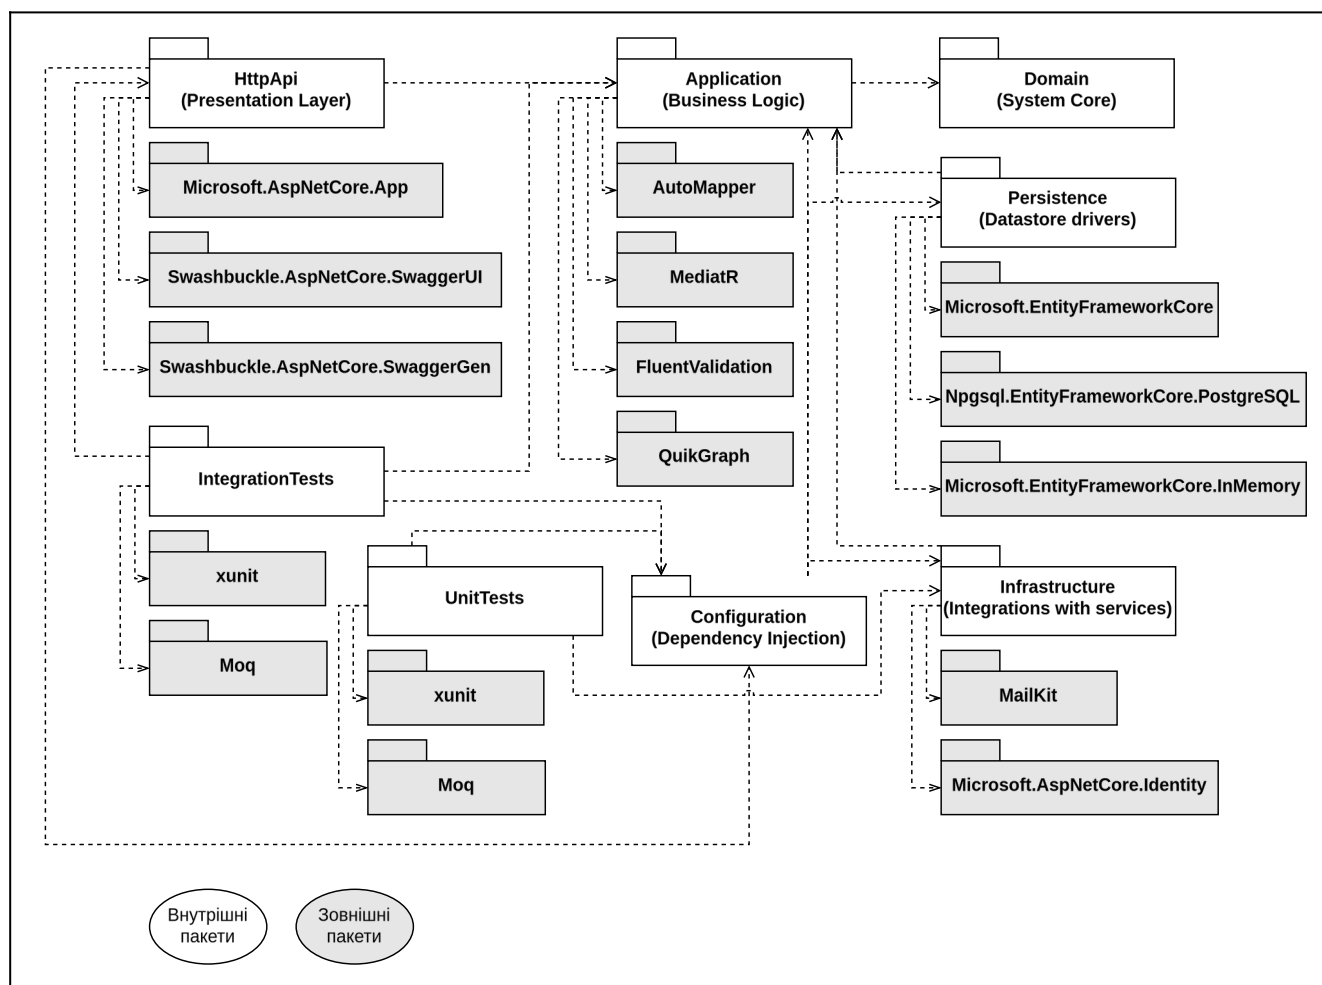 HttpApi
(Presentation Layer)
Microsoft.AspNetCore.App
Swashbuckle.AspNetCore.SwaggerUI
Swashbuckle.AspNetCore.SwaggerGen
IntegrationTests
xunit
Moq
UnitTests
xunit
Moq
Application
(Business Logic)
AutoMapper
MediatR
FluentValidation
QuikGraph
Configuration
(Dependency Injection)
Domain
(System Core)
Persistence
(Datastore drivers)
Microsoft.EntityFrameworkCore
Npgsql.EntityFrameworkCore.PostgreSQL
Microsoft.EntityFrameworkCore.InMemory
Infrastructure
(Integrations with services)
MailKit
Microsoft.AspNetCore.Identity
Внутрішні
пакети
Зовнішні
пакети